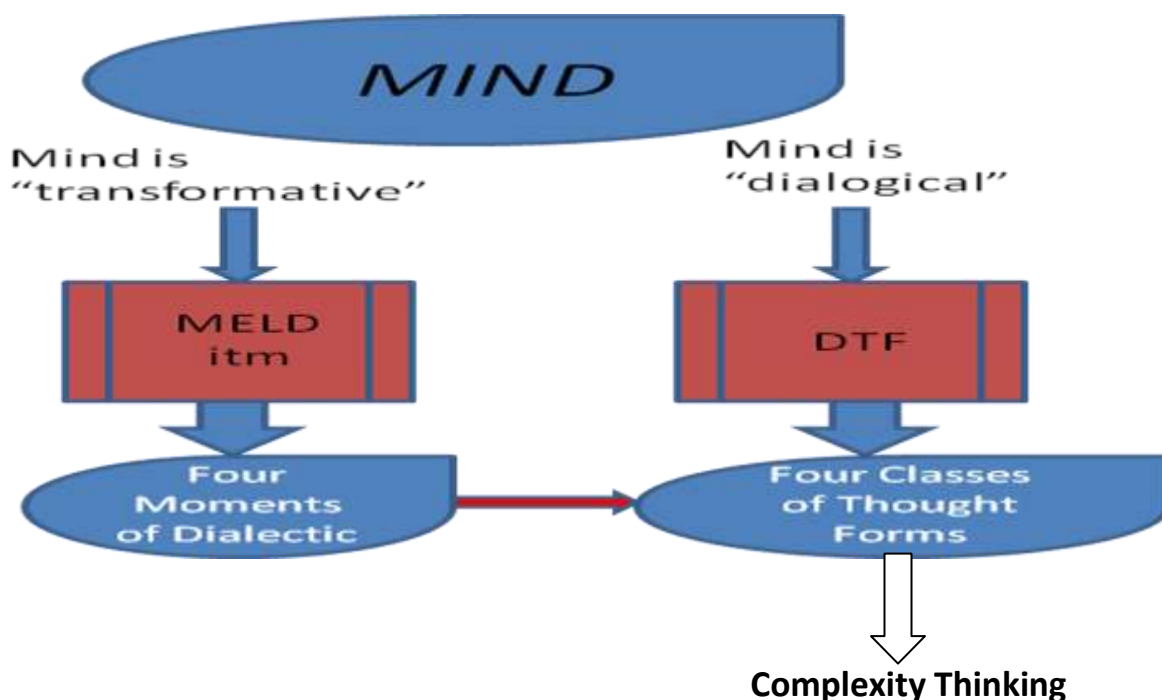 MIND
Mind is
“transformative”
Mind is
“dialogical”
MELD
itm
DTF
Four
Moments
of Dialectic
Four Classes
of Thought
Forms
Complexity Thinking